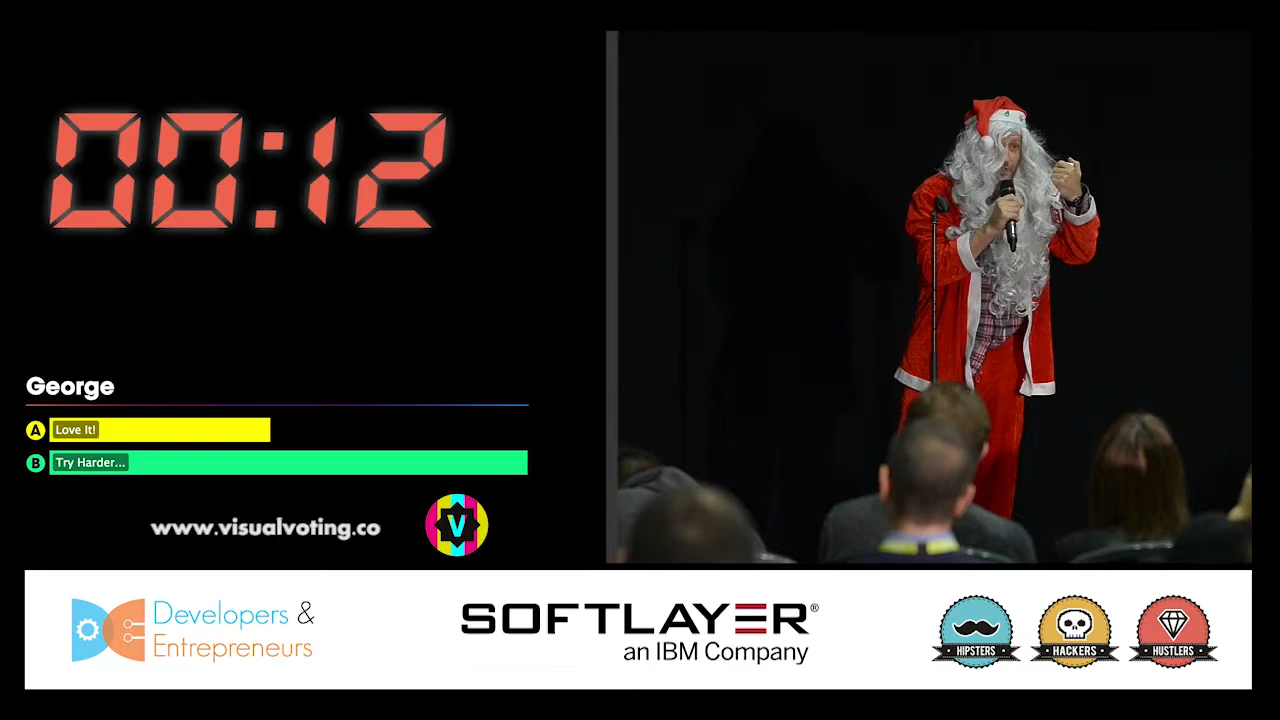 00:12
George
A Love It!
B Try Harder...
www.visualvoting.co
V
Developers &
Entrepreneurs
SOFTLAYER®
an IBM Company
HIPSTERS
HACKERS
HUSTLERS